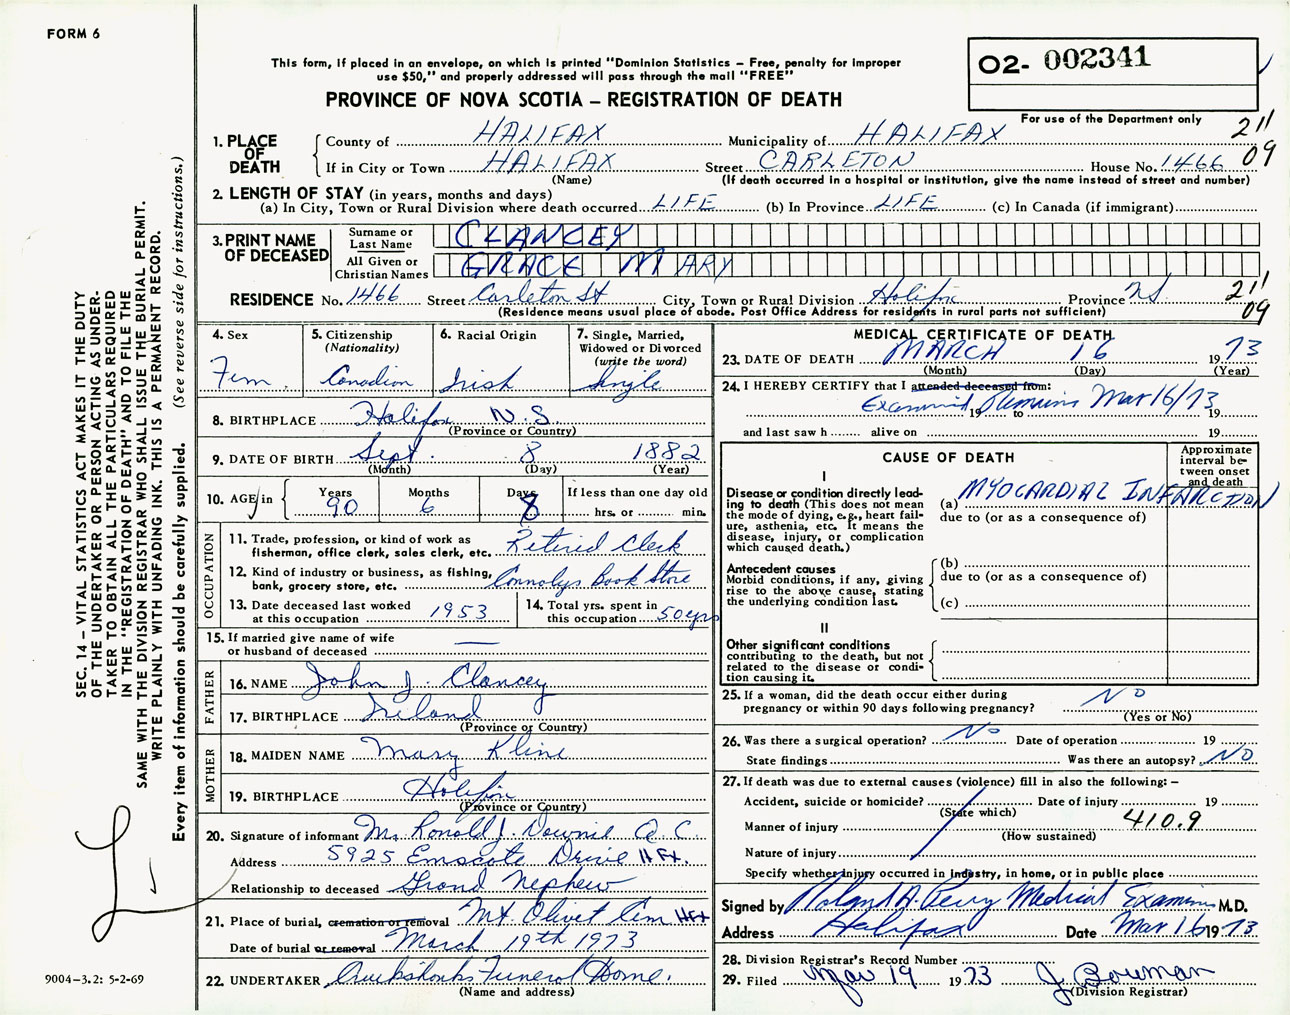 FORM 6
This form, if placed in an envelope, on which is printed "Dominion Statistics – Free, penalty for improper
use $50," and properly addressed will pass through the mail "FREE"
PROVINCE OF NOVA SCOTIA – REGISTRATION OF DEATH
02- 002341
For use of the Department only
211
09
1. PLACE OF DEATH
County of HALIFAX Municipality of HALIFAX
If in City or Town HALIFAX Street CARLETON House No. 1466
(Name) (If death occurred in a hospital or institution, give the name instead of street and number)
2. LENGTH OF STAY (in years, months and days)
(a) In City, Town or Rural Division where death occurred LIFE (b) In Province LIFE (c) In Canada (if immigrant)
3. PRINT NAME OF DECEASED
Surname or Last Name CLANCEY
All Given or Christian Names GRACE MARY
RESIDENCE No. 1466 Street Carleton St City, Town or Rural Division Halifax Province N.S.
211
09
(Residence means usual place of abode. Post Office Address for residents in rural parts not sufficient)
4. Sex
Fem.
5. Citizenship
(Nationality)
Canadian
6. Racial Origin
Irish
7. Single, Married,
Widowed or Divorced
(write the word)
Single
8. BIRTHPLACE Halifax N.S
(Province or Country)
9. DATE OF BIRTH Sept. 8 1882
(Month) (Day) (Year)
10. AGE in Years 90 Months 6 Days 8 If less than one day old
hrs. or min.
OCCUPATION
11. Trade, profession, or kind of work as
fisherman, office clerk, sales clerk, etc. Retired Clerk
12. Kind of industry or business, as fishing,
bank, grocery store, etc. Connolys Book Store
13. Date deceased last worked
at this occupation 1953
14. Total yrs. spent in
this occupation 50 yrs
15. If married give name of wife
or husband of deceased —
FATHER
16. NAME John J. Clancey
17. BIRTHPLACE Ireland
(Province or Country)
MOTHER
18. MAIDEN NAME Mary Kline
19. BIRTHPLACE Halifax
(Province or Country)
20. Signature of informant Mr. Ronald J. Downie Q.C.
Address 5925 Emscote Drive Hfx.
Relationship to deceased Grand Nephew
21. Place of burial, cremation or removal Mt. Olivet Cem Hfx
Date of burial or removal March 19th 1973
22. UNDERTAKER Cruikshanks Funeral Home.
(Name and address)
MEDICAL CERTIFICATE OF DEATH
23. DATE OF DEATH MARCH 16 1973
(Month) (Day) (Year)
24. I HEREBY CERTIFY that I attended deceased from:
Examined Remains Mar 16/73
19 to 19
and last saw h alive on 19
CAUSE OF DEATH
Approximate
interval be-
tween onset
and death
I
Disease or condition directly lead-
ing to death (This does not mean
the mode of dying, e.g., heart fail-
ure, asthenia, etc. It means the
disease, injury, or complication
which caused death.)
(a) MYOCARDIAL INFARCTION
due to (or as a consequence of)
Antecedent causes
Morbid conditions, if any, giving
rise to the above cause, stating
the underlying condition last.
(b)
due to (or as a consequence of)
(c)
II
Other significant conditions
contributing to the death, but not
related to the disease or condi-
tion causing it.
25. If a woman, did the death occur either during
pregnancy or within 90 days following pregnancy? NO
(Yes or No)
26. Was there a surgical operation? No Date of operation 19
State findings Was there an autopsy? NO
27. If death was due to external causes (violence) fill in also the following: –
Accident, suicide or homicide? Date of injury 19
(State which)
Manner of injury 410.9
(How sustained)
Nature of injury
Specify whether injury occurred in industry, in home, or in public place
Signed by Roland A. Perry Medical Examiner M.D.
Address Halifax Date Mar 16 1973
28. Division Registrar's Record Number
29. Filed Mar 19 1973 J. Bowman
(Division Registrar)
SEC. 14 – VITAL STATISTICS ACT MAKES IT THE DUTY
OF THE UNDERTAKER OR PERSON ACTING AS UNDER-
TAKER TO OBTAIN ALL THE PARTICULARS REQUIRED
IN THE "REGISTRATION OF DEATH" AND TO FILE THE
SAME WITH THE DIVISION REGISTRAR WHO SHALL ISSUE THE BURIAL PERMIT.
WRITE PLAINLY WITH UNFADING INK. THIS IS A PERMANENT RECORD.
Every item of information should be carefully supplied. (See reverse side for instructions.)
9004-3.2: 5-2-69